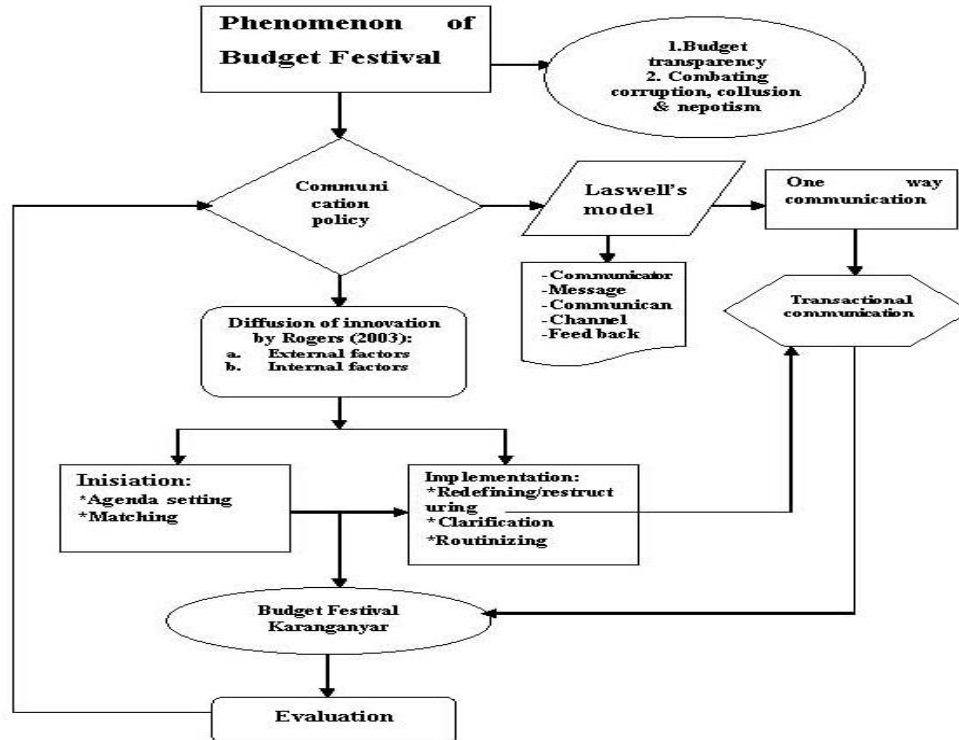 Phenomenon of
Budget Festival
1.Budget
transparency
2. Combating
corruption, collusion
& nepotism
Communi
cation
policy
Laswell's
model
One way
communication
-Communicator
-Message
-Communican
-Channel
-Feed back
Transactional
communication
Diffusion of innovation
by Rogers (2003):
a. External factors
b. Internal factors
Inisiation:
*Agenda setting
*Matching
Implementation:
*Redefining/restruct
uring
*Clarification
*Routinizing
Budget Festival
Karanganyar
Evaluation